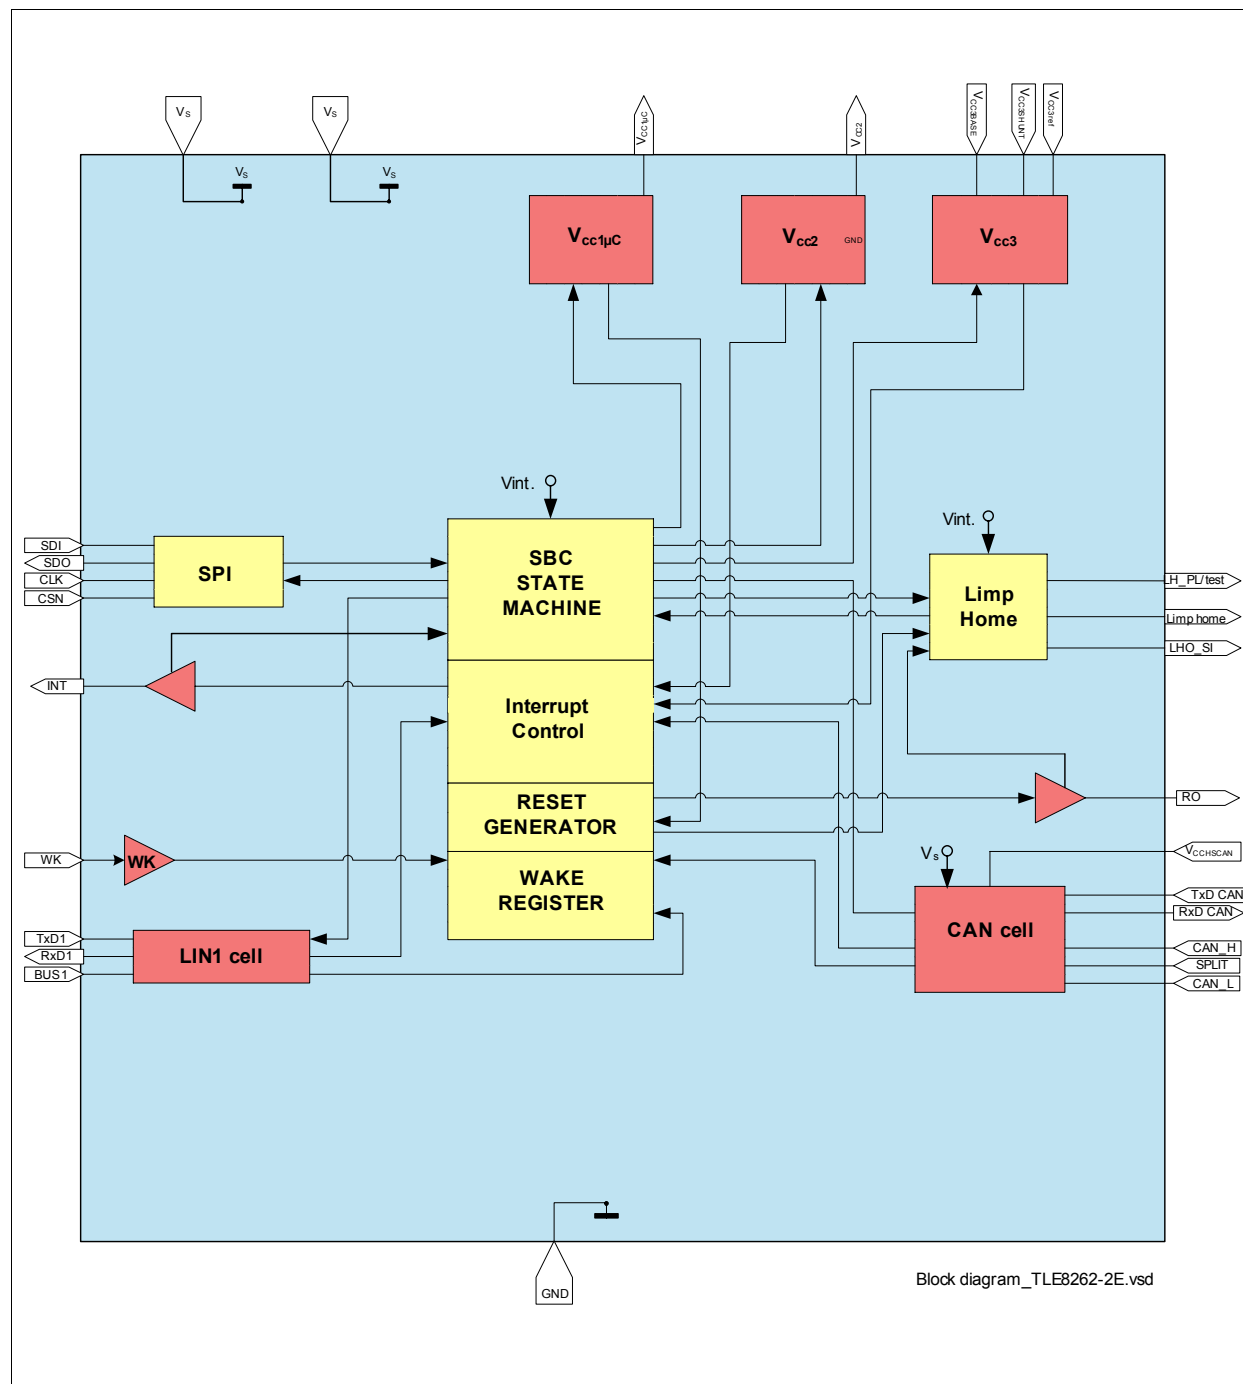 Vs
Vs
VCC1µC
Vcc2
VCC3BASE
VCC3SHUNT
VCC3ref
Vs
Vs
Vcc1µC
Vcc2
GND
Vcc3
Vint.
Vint.
SDI
SDO
CLK
CSN
SPI
SBC
STATE
MACHINE
Limp
Home
LH_PL/test
Limp home
LHO_SI
INT
Interrupt
Control
RESET
GENERATOR
RO
WK
WK
WAKE
REGISTER
Vs
VCCHSCAN
TxD CAN
RxD CAN
CAN cell
CAN_H
SPLIT
CAN_L
TxD1
RxD1
BUS1
LIN1 cell
GND
Block diagram_TLE8262-2E.vsd